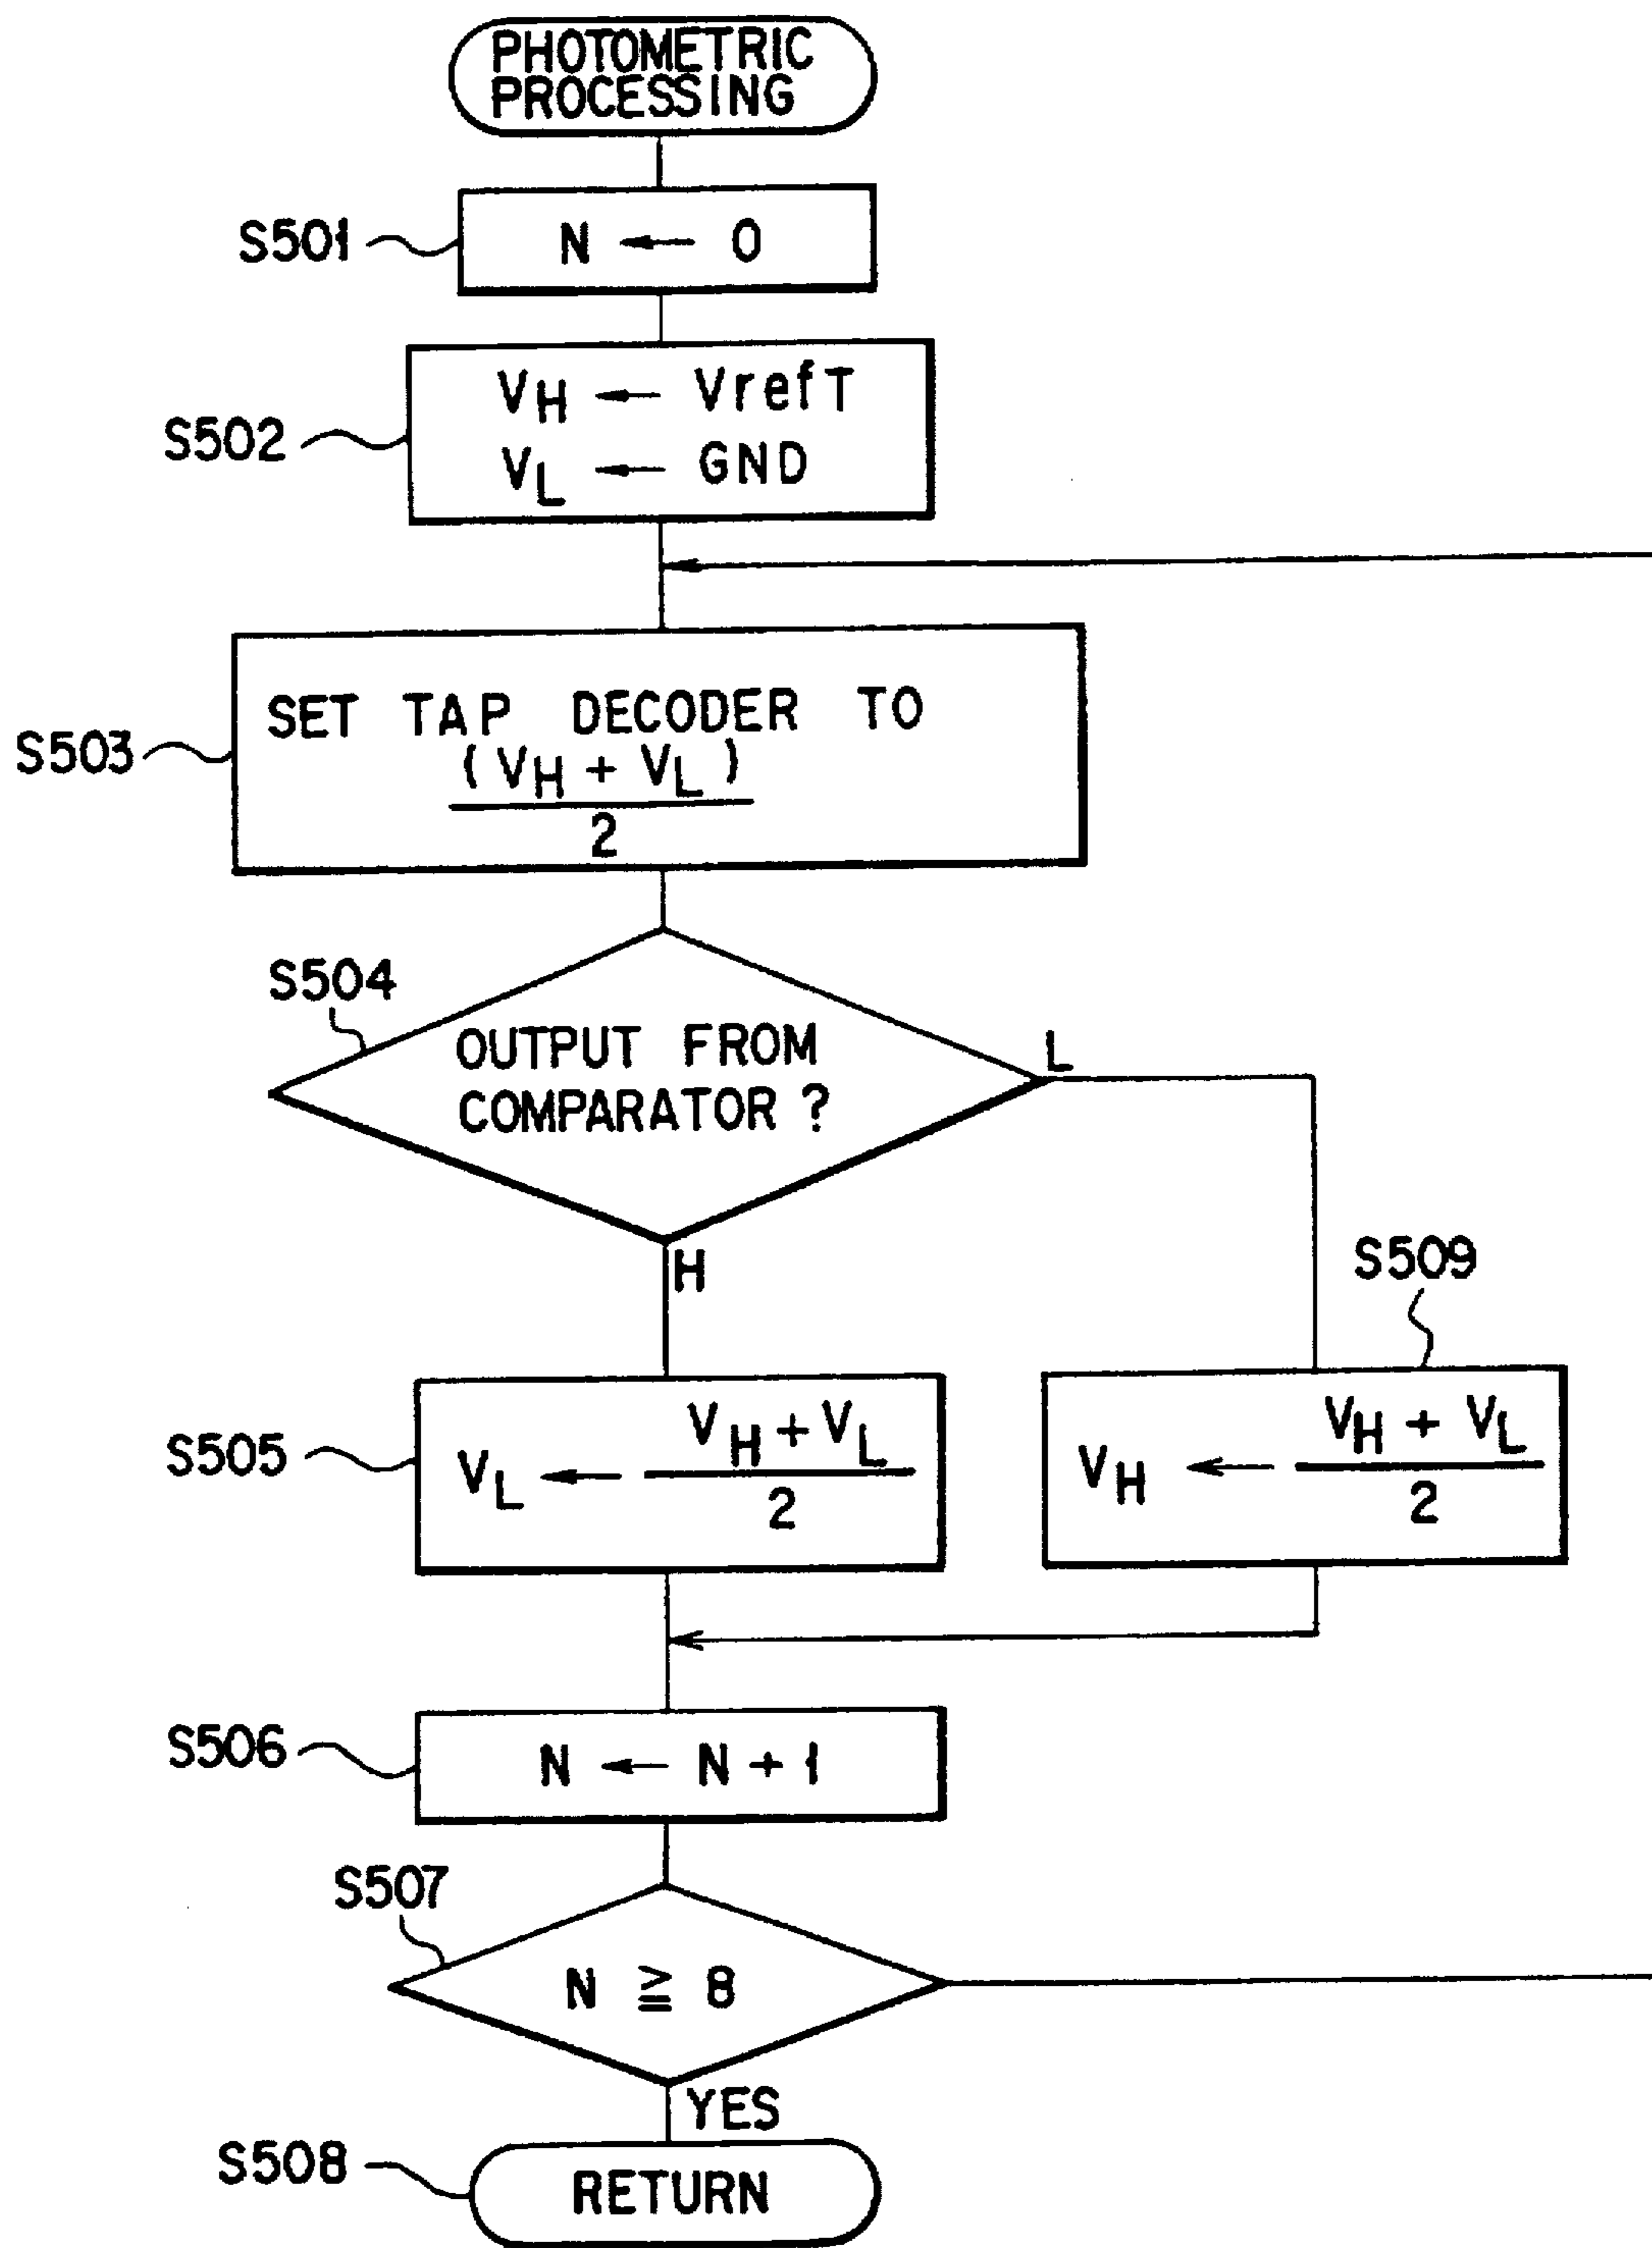 PHOTOMETRIC
PROCESSING
S501
N ← 0
S502
VH ← VrefT
VL ← GND
S503
SET TAP DECODER TO
(VH + VL)
2
S504
OUTPUT FROM
COMPARATOR ?
L
H
S509
S505
VL ← VH + VL
2
VH ← VH + VL
2
S506
N ← N + 1
S507
N ≧ 8
YES
S508
RETURN